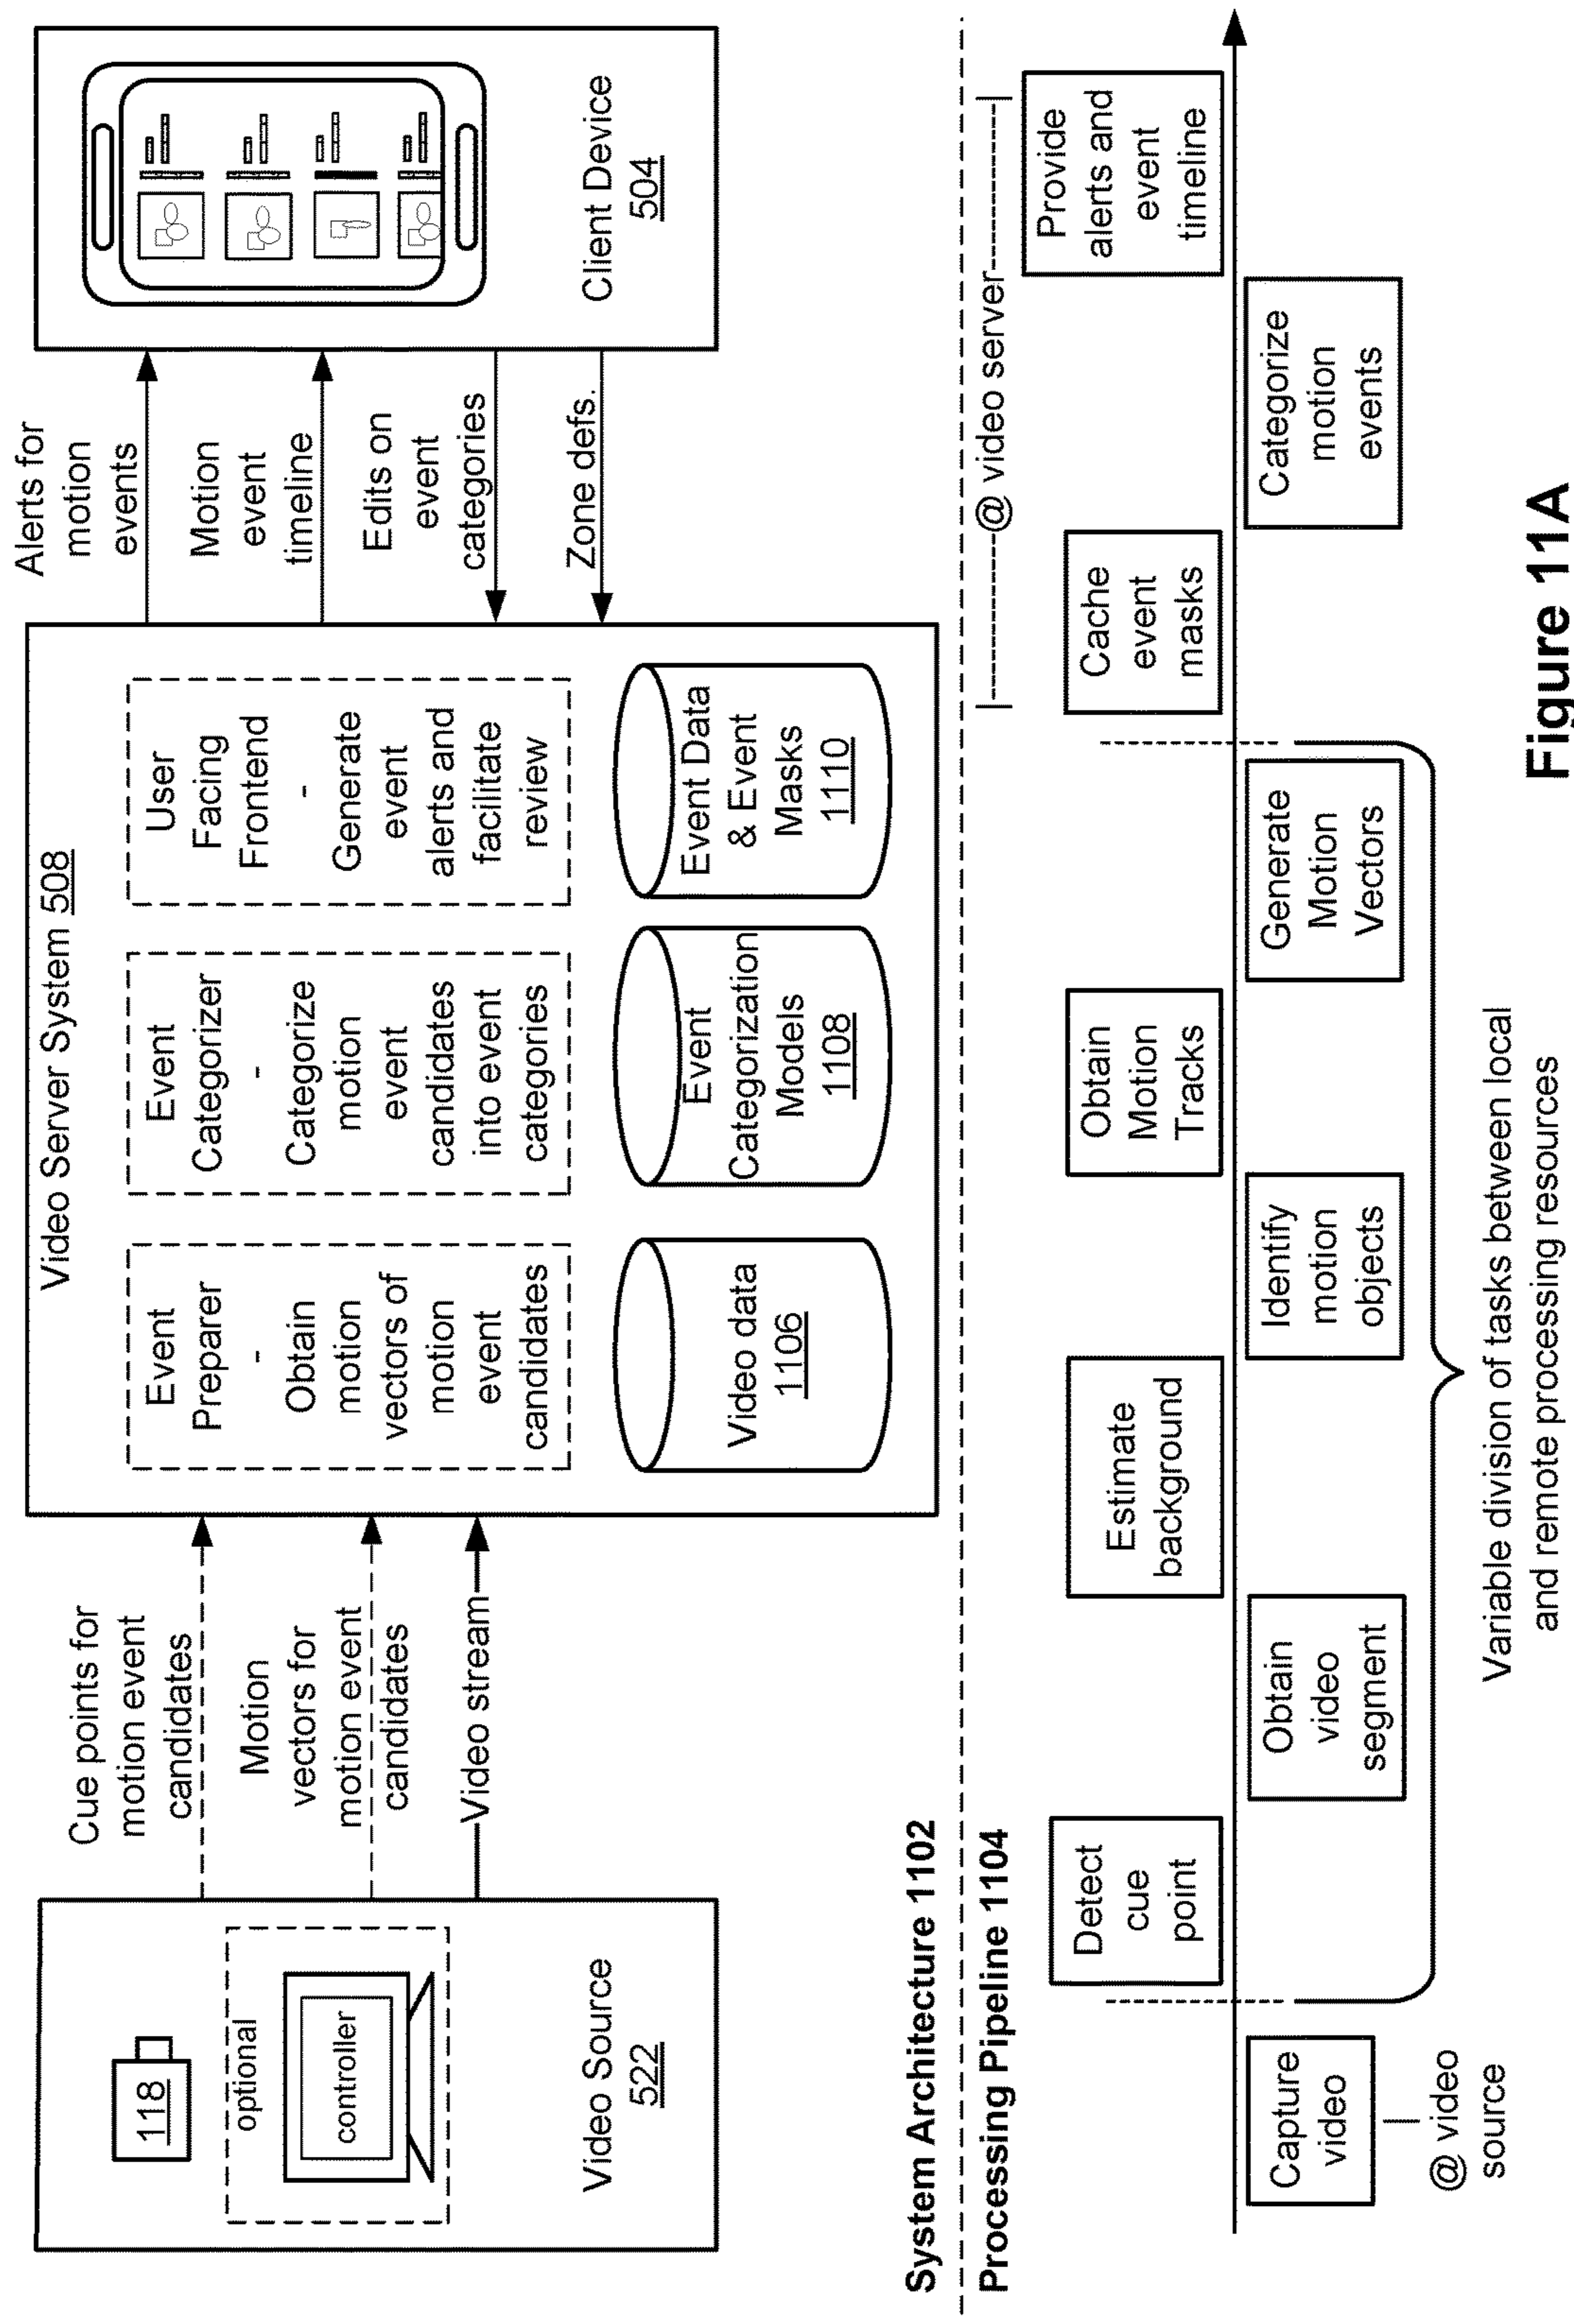 118
optional
controller
Video Source
522
Cue points for
motion event
candidates
Motion
vectors for
motion event
candidates
Video stream
Video Server System 508
Event
Preparer
-
Obtain
motion
vectors of
motion
event
candidates
Event
Categorizer
-
Categorize
motion
event
candidates
into event
categories
User
Facing
Frontend
-
Generate
event
alerts and
facilitate
review
Video data
1106
Event
Categorization
Models
1108
Event Data
& Event
Masks
1110
Alerts for
motion
events
Motion
event
timeline
Edits on
event
categories
Zone defs.
Client Device
504
System Architecture 1102
Processing Pipeline 1104
@ video server
Capture
video
@ video
source
Detect
cue
point
Obtain
video
segment
Estimate
background
Identify
motion
objects
Obtain
Motion
Tracks
Generate
Motion
Vectors
Cache
event
masks
Categorize
motion
events
Provide
alerts and
event
timeline
Variable division of tasks between local
and remote processing resources
Figure 11A